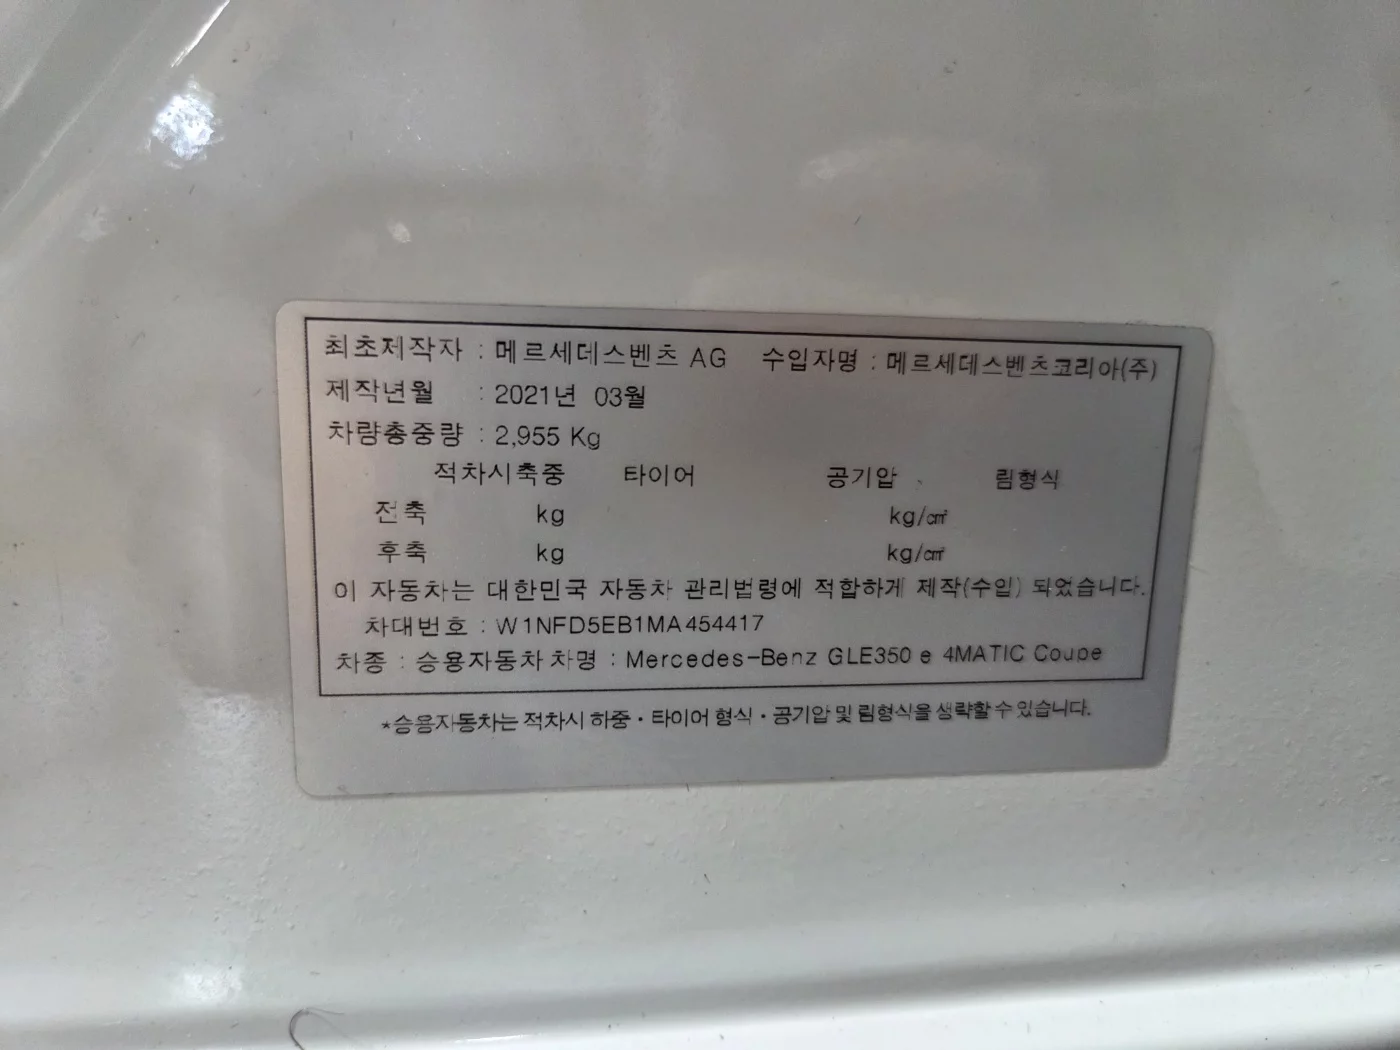 최초제작자 : 메르세데스벤츠 AG 수입자명 : 메르세데스벤츠코리아(주)
제작년월 : 2021년 03월
차량총중량 : 2,955 Kg
적차시축중 타이어 공기압 림형식
전축 kg kg/㎠
후축 kg kg/㎠
이 자동차는 대한민국 자동차 관리법령에 적합하게 제작(수입) 되었습니다.
차대번호 : W1NFD5EB1MA454417
차종 : 승용자동차 차명 : Mercedes-Benz GLE350 e 4MATIC Coupe
*승용자동차는 적차시 하중·타이어 형식·공기압 및 림형식을 생략할 수 있습니다.